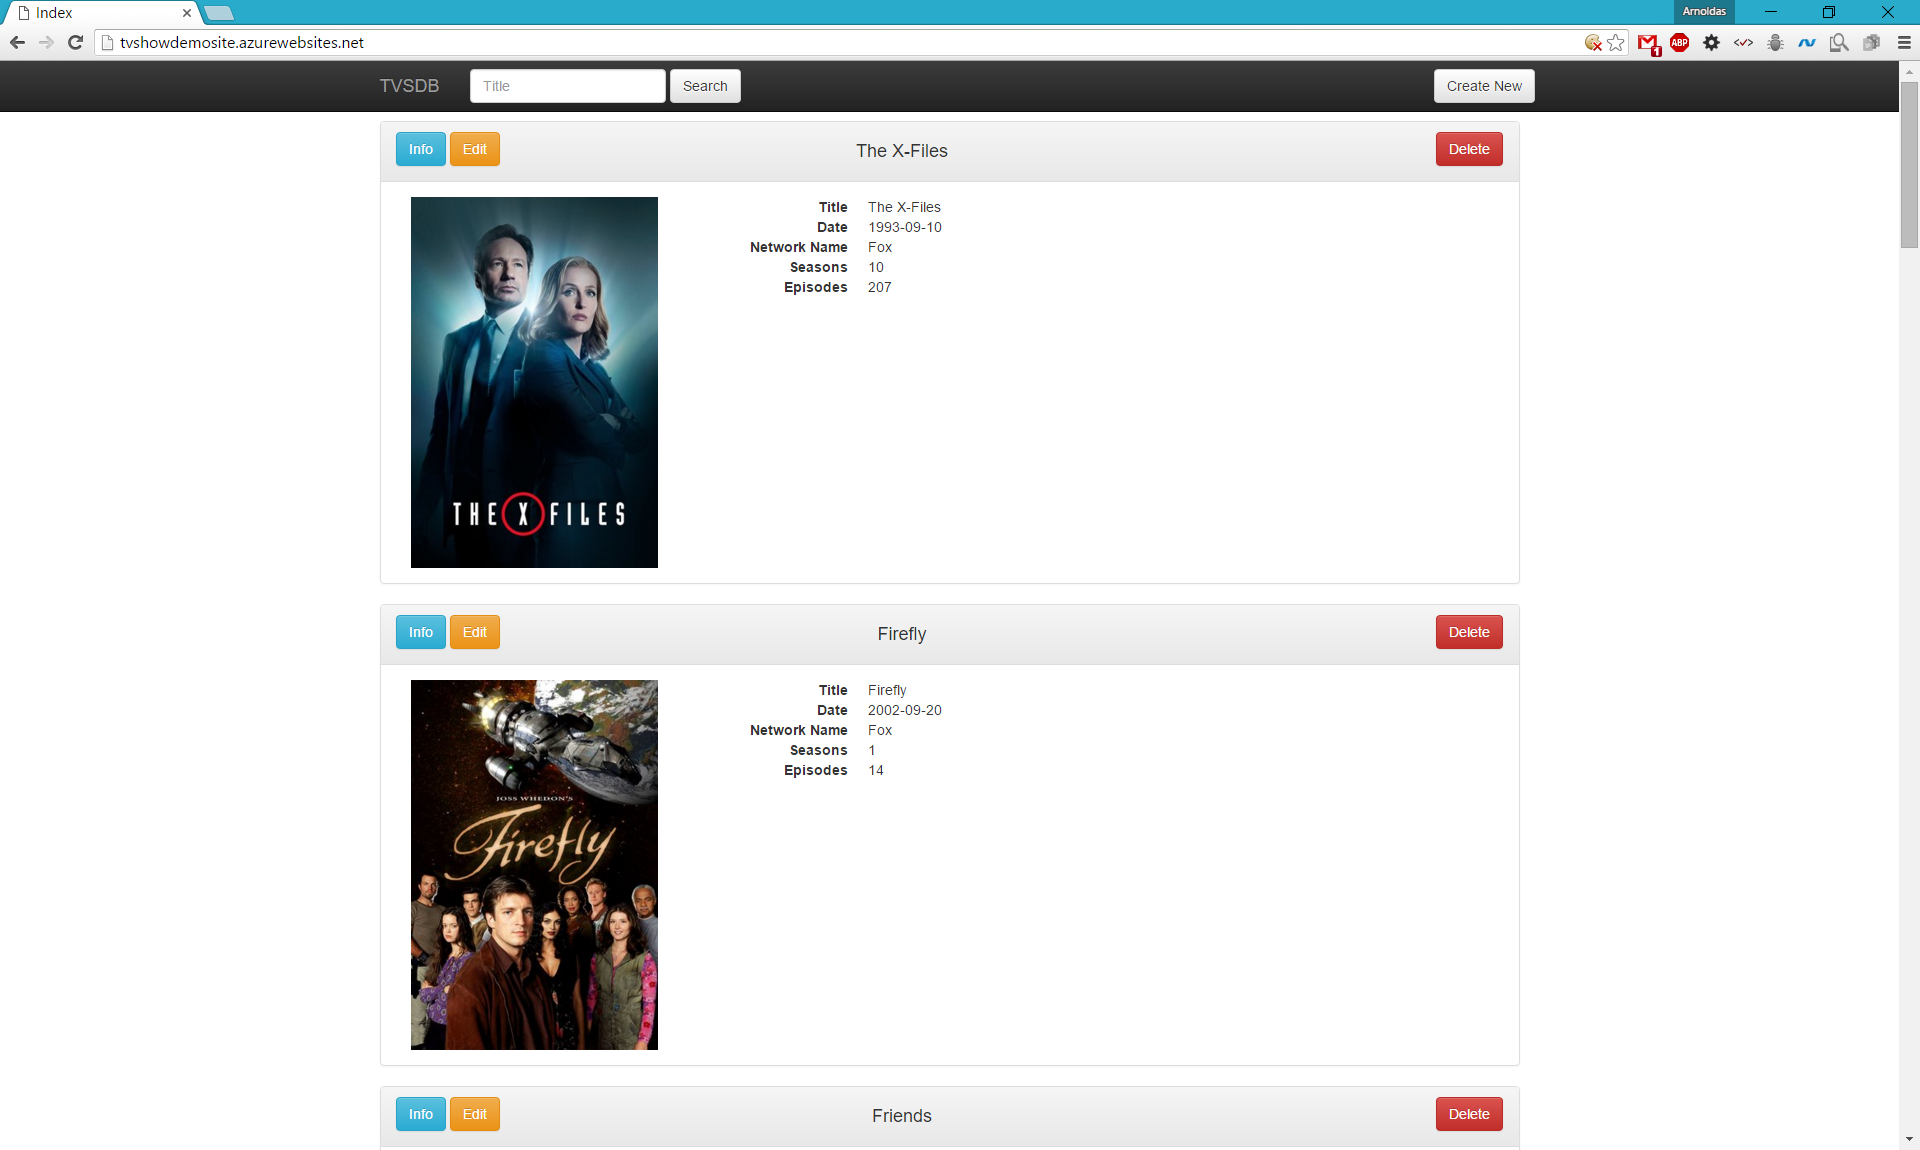 Index
Arnoldas
tvshowdemosite.azurewebsites.net
1
ABP
TVSDB
Title
Search
Create New
Info
Edit
The X-Files
Delete
THE X FILES
Title The X-Files
Date 1993-09-10
Network Name Fox
Seasons 10
Episodes 207
Info
Edit
Firefly
Delete
JOSS WHEDON'S
Firefly
Title Firefly
Date 2002-09-20
Network Name Fox
Seasons 1
Episodes 14
Info
Edit
Friends
Delete